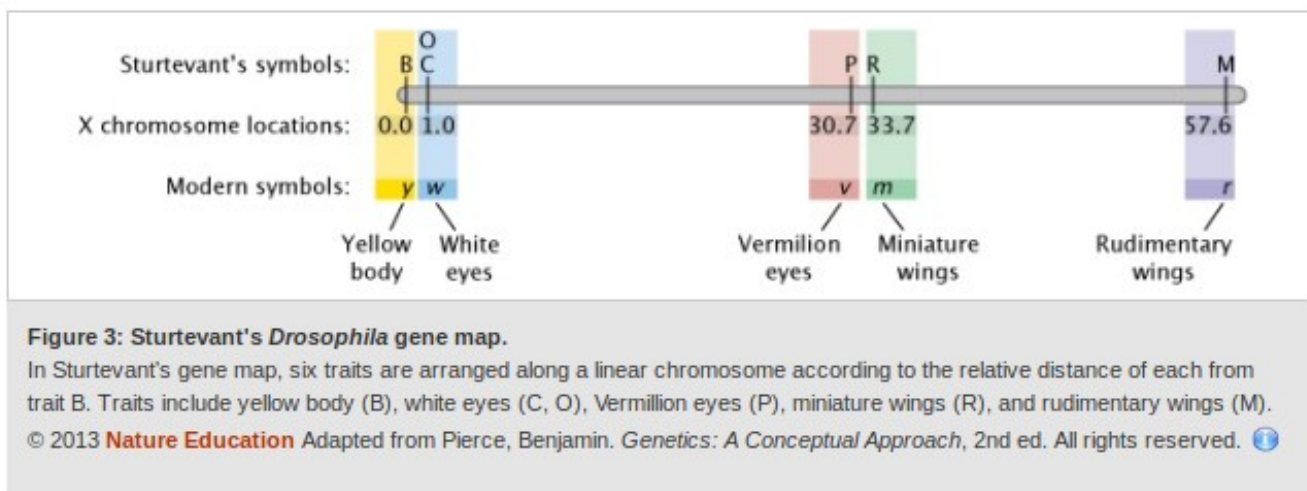 O
Sturtevant's symbols: B C P R M
X chromosome locations: 0.0 1.0 30.7 33.7 57.6
Modern symbols: y w v m r
Yellow body White eyes Vermilion eyes Miniature wings Rudimentary wings
Figure 3: Sturtevant's Drosophila gene map.
In Sturtevant's gene map, six traits are arranged along a linear chromosome according to the relative distance of each from
trait B. Traits include yellow body (B), white eyes (C, O), Vermillion eyes (P), miniature wings (R), and rudimentary wings (M).
© 2013 Nature Education Adapted from Pierce, Benjamin. Genetics: A Conceptual Approach, 2nd ed. All rights reserved. i